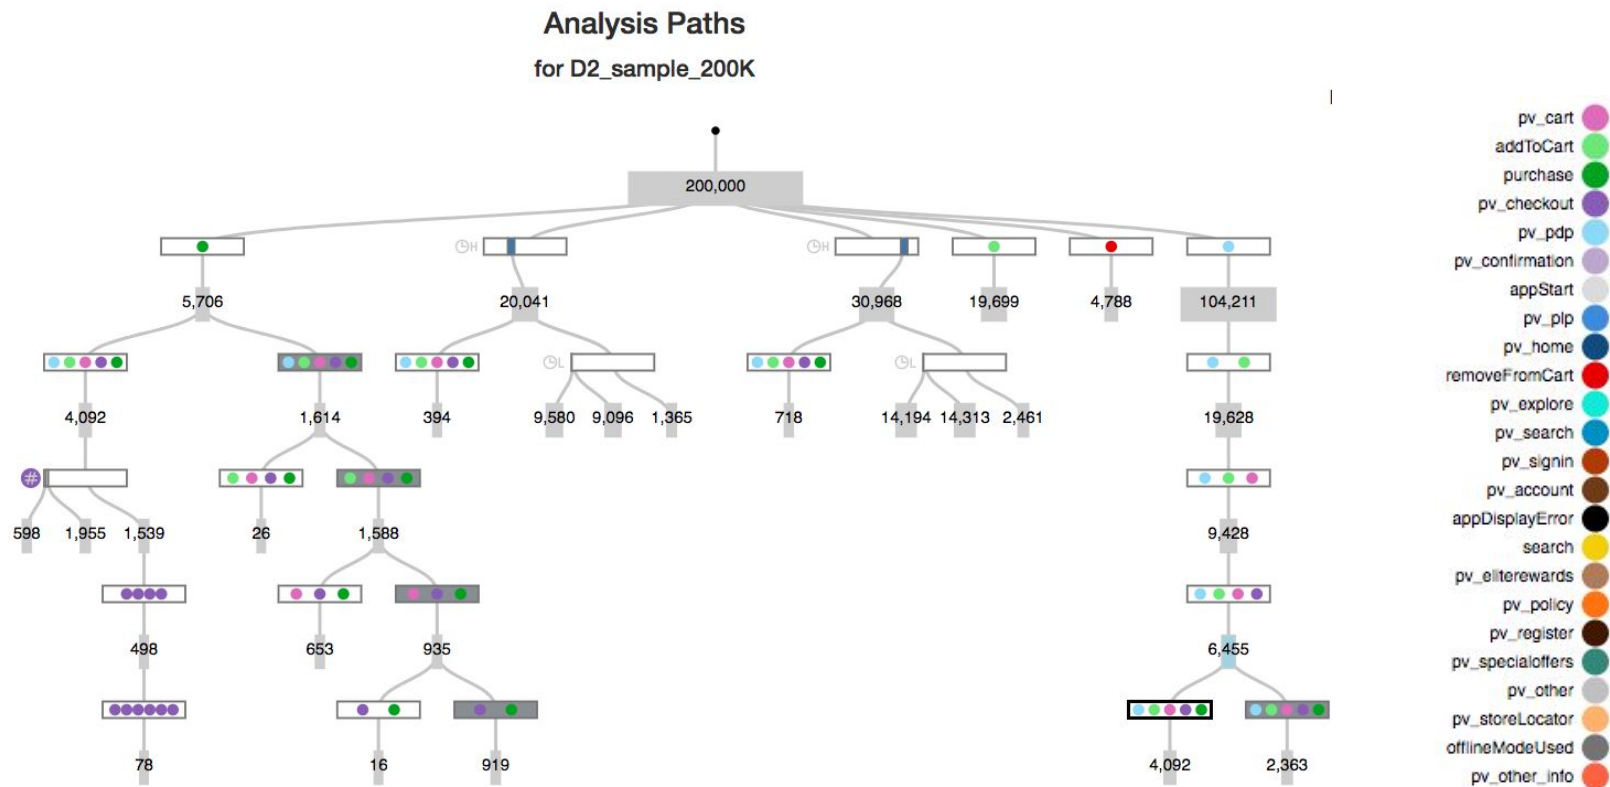 Analysis Paths
for D2_sample_200K
200,000
H
H
5,706
20,041
30,968
19,699
4,788
104,211
L
L
4,092
1,614
394
9,580
9,096
1,365
718
14,194
14,313
2,461
19,628
#
598
1,955
1,539
26
1,588
9,428
498
653
935
6,455
78
16
919
4,092
2,363
pv_cart
addToCart
purchase
pv_checkout
pv_pdp
pv_confirmation
appStart
pv_plp
pv_home
removeFromCart
pv_explore
pv_search
pv_signin
pv_account
appDisplayError
search
pv_eliterewards
pv_policy
pv_register
pv_specialoffers
pv_other
pv_storeLocator
offlineModeUsed
pv_other_info